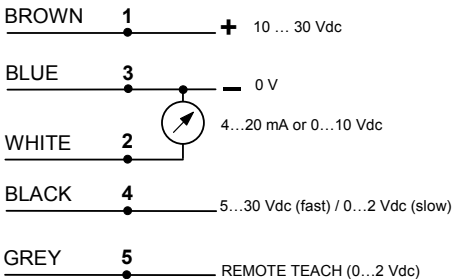 BROWN 1 + 10 … 30 Vdc
BLUE 3 – 0 V
4…20 mA or 0…10 Vdc
WHITE 2
BLACK 4 5…30 Vdc (fast) / 0…2 Vdc (slow)
GREY 5 REMOTE TEACH (0…2 Vdc)